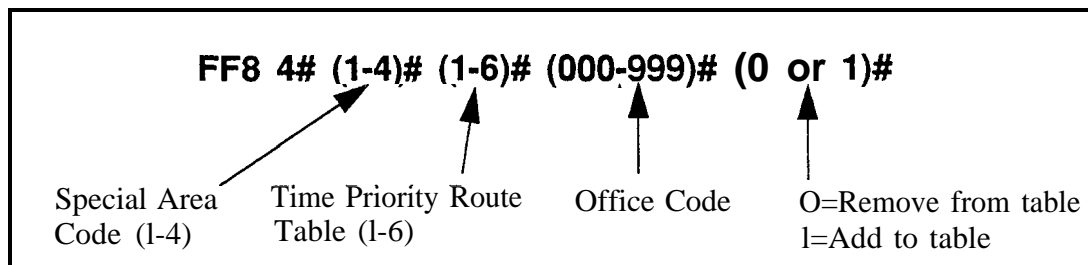 FF8 4# (1-4)# (1-6)# (000-999)# (0 or 1)#
Special Area Code (l-4)
Time Priority Route Table (l-6)
Office Code
O=Remove from table
l=Add to table